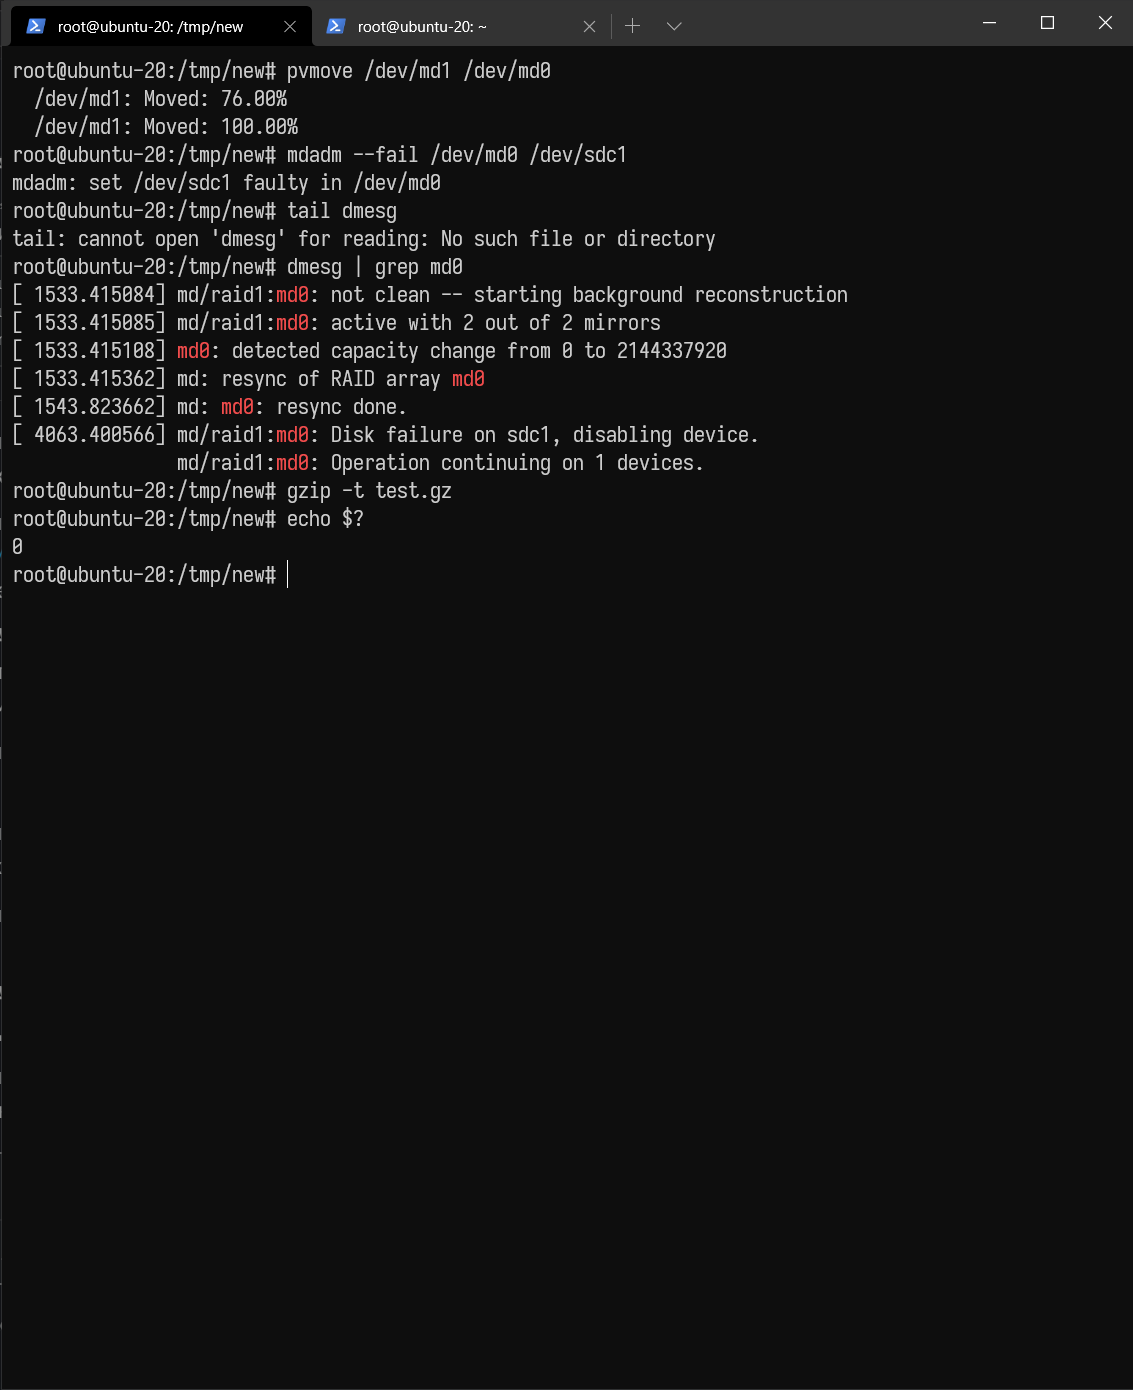 root@ubuntu-20: /tmp/new
root@ubuntu-20: ~
root@ubuntu-20:/tmp/new# pvmove /dev/md1 /dev/md0
  /dev/md1: Moved: 76.00%
  /dev/md1: Moved: 100.00%
root@ubuntu-20:/tmp/new# mdadm --fail /dev/md0 /dev/sdc1
mdadm: set /dev/sdc1 faulty in /dev/md0
root@ubuntu-20:/tmp/new# tail dmesg
tail: cannot open 'dmesg' for reading: No such file or directory
root@ubuntu-20:/tmp/new# dmesg | grep md0
[ 1533.415084] md/raid1:md0: not clean -- starting background reconstruction
[ 1533.415085] md/raid1:md0: active with 2 out of 2 mirrors
[ 1533.415108] md0: detected capacity change from 0 to 2144337920
[ 1533.415362] md: resync of RAID array md0
[ 1543.823662] md: md0: resync done.
[ 4063.400566] md/raid1:md0: Disk failure on sdc1, disabling device.
               md/raid1:md0: Operation continuing on 1 devices.
root@ubuntu-20:/tmp/new# gzip -t test.gz
root@ubuntu-20:/tmp/new# echo $?
0
root@ubuntu-20:/tmp/new#